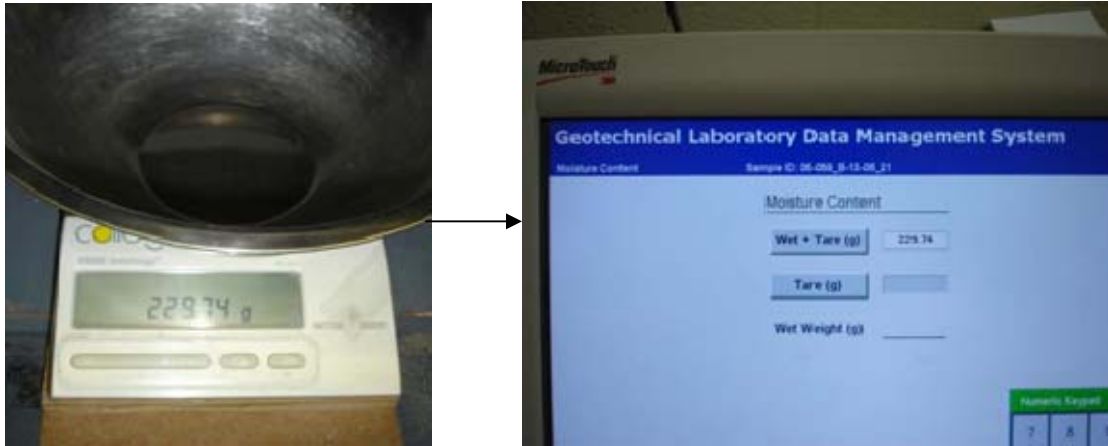 229.74 g
MicroTouch
3M
Geotechnical Laboratory Data Management System
Moisture Content
Moisture Content
Wet + Tare (g)
229.74
Tare (g)
Wet Weight (g)
Numeric Keypad
7 8